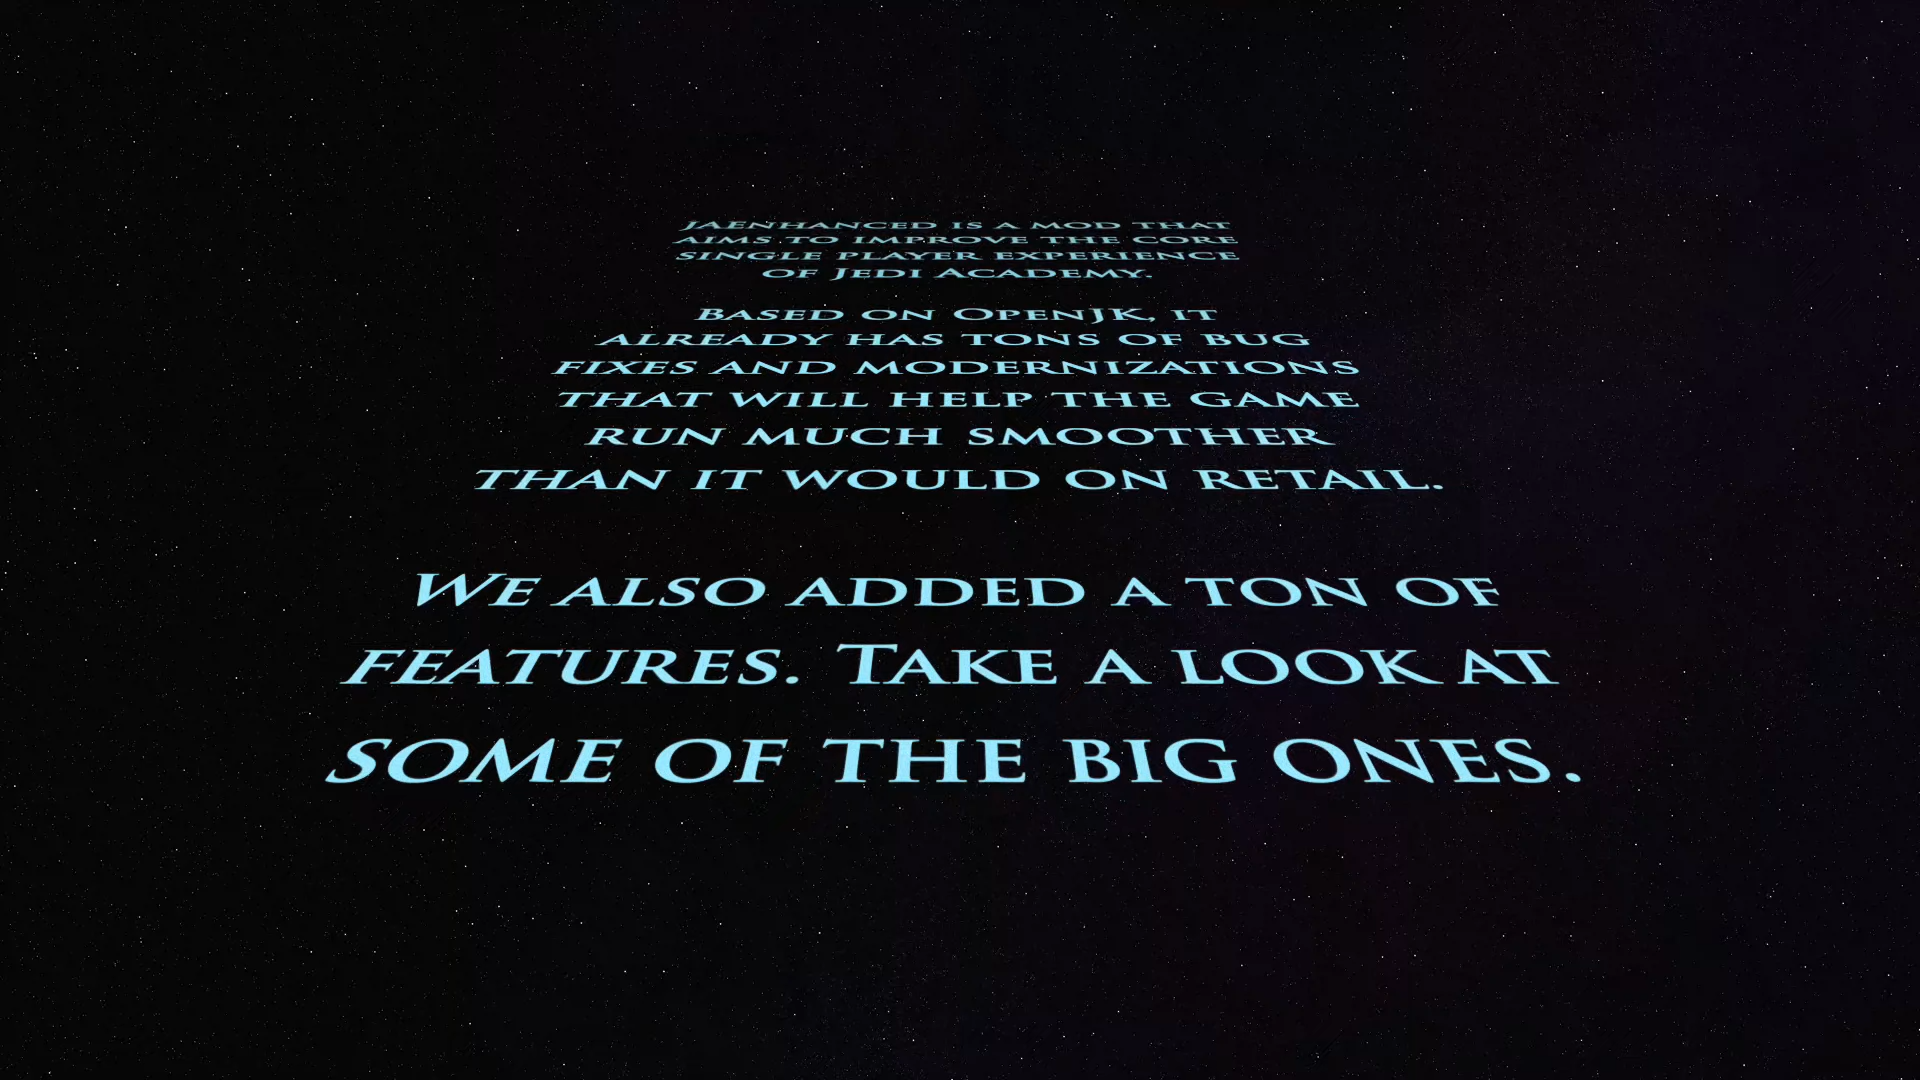 JAEnhanced is a mod that
aims to improve the core
single player experience
of Jedi Academy.
Based on OpenJK, it
already has tons of bug
fixes and modernizations
that will help the game
run much smoother
than it would on retail.
We also added a ton of
features. Take a look at
some of the big ones.